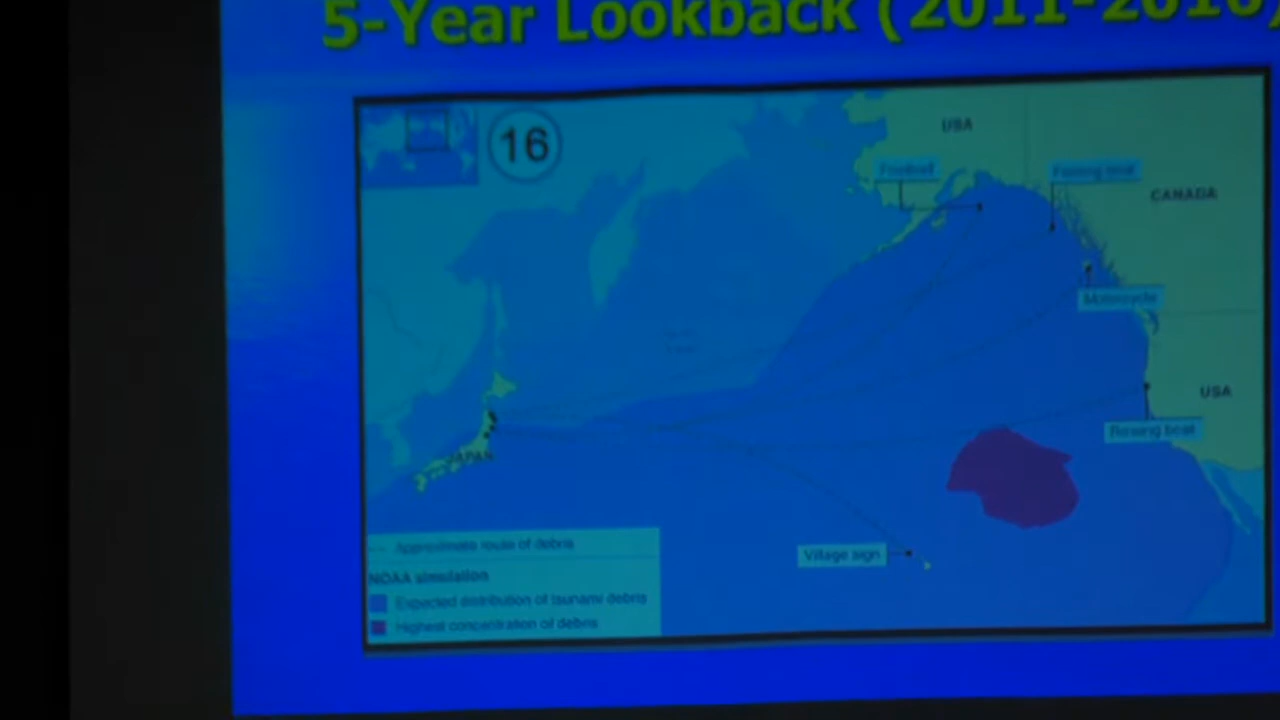 5-Year Lookback (2011-2016)
16
USA
Football
Fishing boat
CANADA
Motorcycle
USA
Rowing boat
JAPAN
Village sign
Approximate route of debris
NOAA simulation
Expected distribution of tsunami debris
Highest concentration of debris